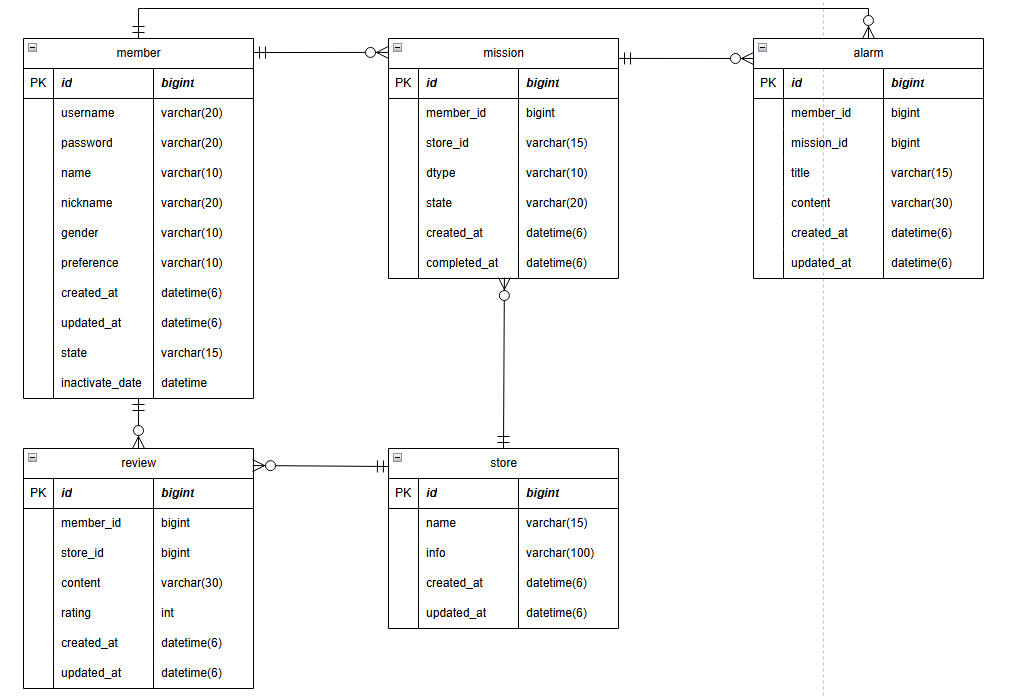 member
PK id bigint
username varchar(20)
password varchar(20)
name varchar(10)
nickname varchar(20)
gender varchar(10)
preference varchar(10)
created_at datetime(6)
updated_at datetime(6)
state varchar(15)
inactivate_date datetime
mission
PK id bigint
member_id bigint
store_id varchar(15)
dtype varchar(10)
state varchar(20)
created_at datetime(6)
completed_at datetime(6)
alarm
PK id bigint
member_id bigint
mission_id bigint
title varchar(15)
content varchar(30)
created_at datetime(6)
updated_at datetime(6)
review
PK id bigint
member_id bigint
store_id bigint
content varchar(30)
rating int
created_at datetime(6)
updated_at datetime(6)
store
PK id bigint
name varchar(15)
info varchar(100)
created_at datetime(6)
updated_at datetime(6)